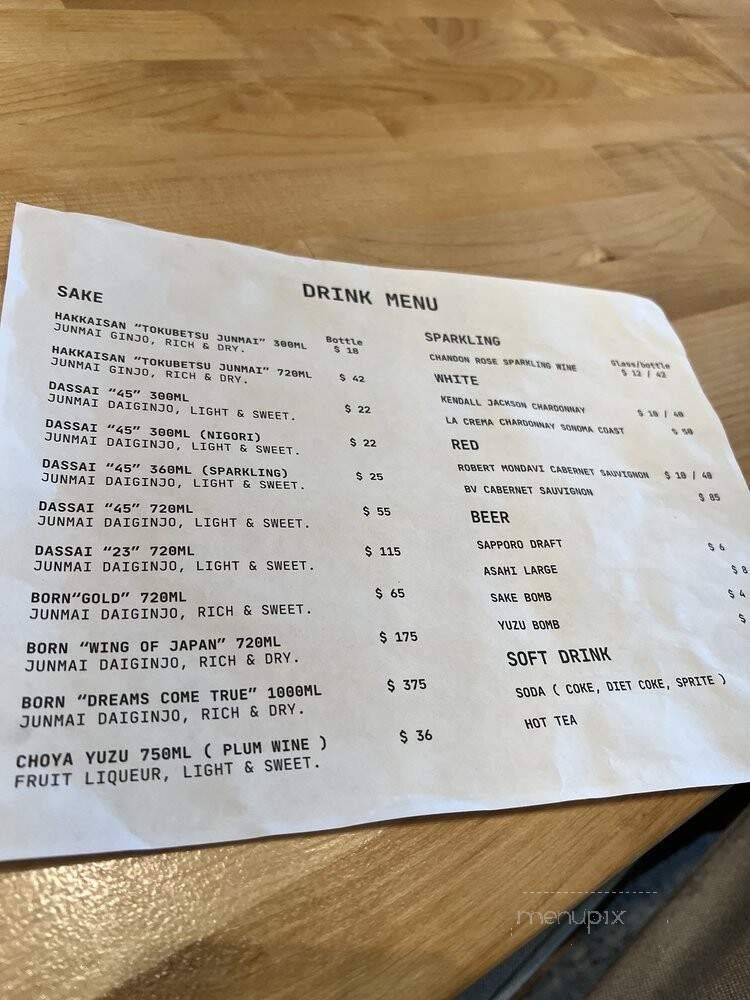 DRINK MENU
SAKE
Bottle
HAKKAISAN “TOKUBETSU JUNMAI” 300ML $ 18
JUNMAI GINJO, RICH & DRY.
HAKKAISAN “TOKUBETSU JUNMAI” 720ML $ 42
JUNMAI GINJO, RICH & DRY.
DASSAI “45” 300ML $ 22
JUNMAI DAIGINJO, LIGHT & SWEET.
DASSAI “45” 300ML (NIGORI) $ 22
JUNMAI DAIGINJO, LIGHT & SWEET.
DASSAI “45” 360ML (SPARKLING) $ 25
JUNMAI DAIGINJO, LIGHT & SWEET.
DASSAI “45” 720ML $ 55
JUNMAI DAIGINJO, LIGHT & SWEET.
DASSAI “23” 720ML $ 115
JUNMAI DAIGINJO, LIGHT & SWEET.
BORN“GOLD” 720ML $ 65
JUNMAI DAIGINJO, RICH & SWEET.
BORN “WING OF JAPAN” 720ML $ 175
JUNMAI DAIGINJO, RICH & DRY.
BORN “DREAMS COME TRUE” 1000ML $ 375
JUNMAI DAIGINJO, RICH & DRY.
CHOYA YUZU 750ML ( PLUM WINE ) $ 36
FRUIT LIQUEUR, LIGHT & SWEET.
SPARKLING
Glass/bottle
CHANDON ROSE SPARKLING WINE $ 12 / 42
WHITE
KENDALL JACKSON CHARDONNAY $ 10 / 40
LA CREMA CHARDONNAY SONOMA COAST $ 50
RED
ROBERT MONDAVI CABERNET SAUVIGNON $ 10 / 40
BV CABERNET SAUVIGNON $ 85
BEER
SAPPORO DRAFT $ 6
ASAHI LARGE $ 8
SAKE BOMB $ 4
YUZU BOMB $
SOFT DRINK
SODA ( COKE, DIET COKE, SPRITE )
HOT TEA
menupix